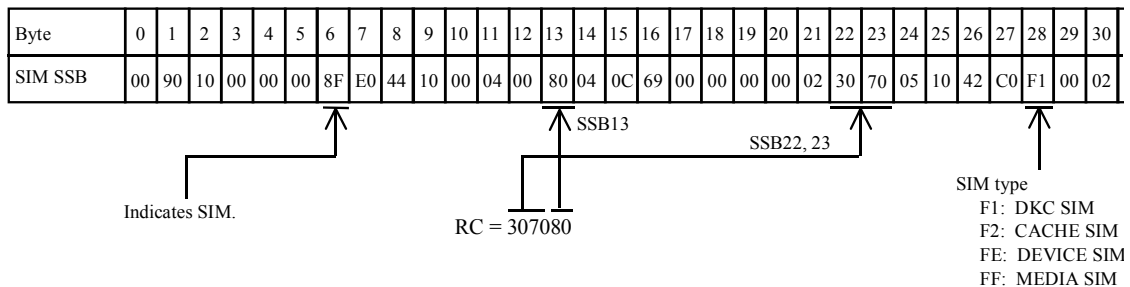 Byte 0 1 2 3 4 5 6 7 8 9 10 11 12 13 14 15 16 17 18 19 20 21 22 23 24 25 26 27 28 29 30
SIM SSB 00 90 10 00 00 00 8F E0 44 10 00 04 00 80 04 0C 69 00 00 00 00 02 30 70 05 10 42 C0 F1 00 02
SSB13
SSB22, 23
Indicates SIM.
RC = 307080
SIM type
F1: DKC SIM
F2: CACHE SIM
FE: DEVICE SIM
FF: MEDIA SIM